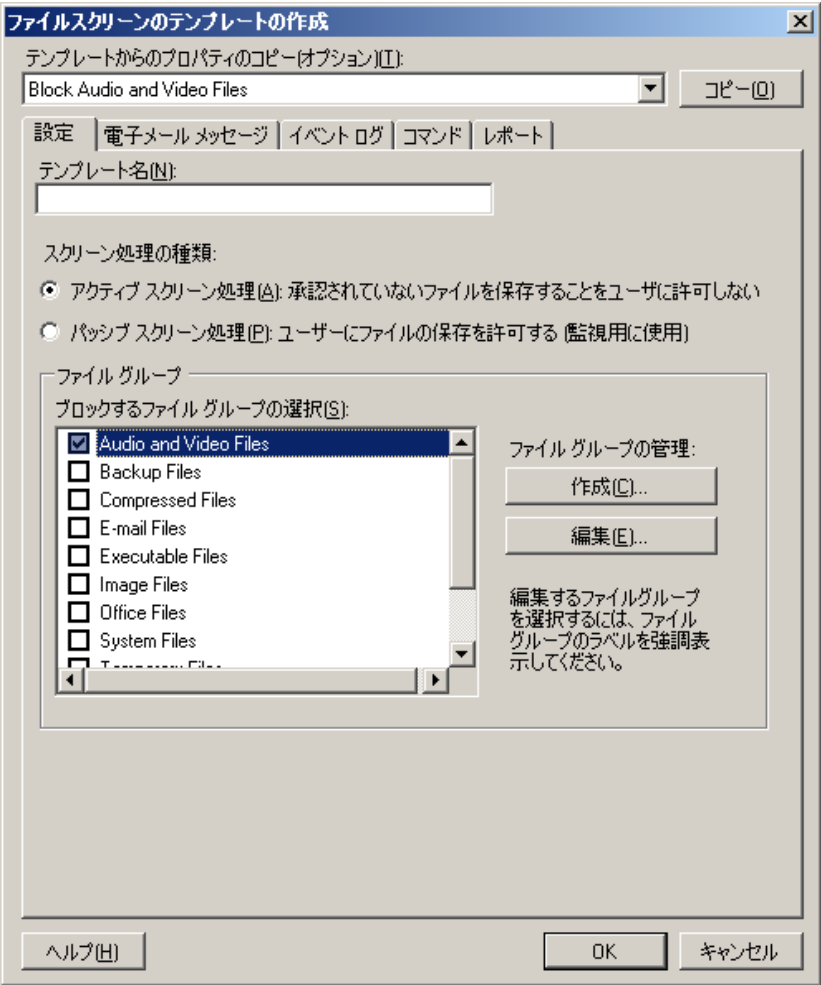 ファイルスクリーンのテンプレートの作成
テンプレートからのプロパティのコピー(オプション)(T):
Block Audio and Video Files
コピー(O)
設定
電子メール メッセージ
イベント ログ
コマンド
レポート
テンプレート名(N):
スクリーン処理の種類:
アクティブ スクリーン処理(A): 承認されていないファイルを保存することをユーザに許可しない
パッシブ スクリーン処理(P): ユーザーにファイルの保存を許可する (監視用に使用)
ファイル グループ
ブロックするファイル グループの選択(S):
Audio and Video Files
Backup Files
Compressed Files
E-mail Files
Executable Files
Image Files
Office Files
System Files
Temporary Files
ファイル グループの管理:
作成(C)...
編集(E)...
編集するファイルグループ
を選択するには、ファイル
グループのラベルを強調表
示してください。
ヘルプ(H)
OK
キャンセル